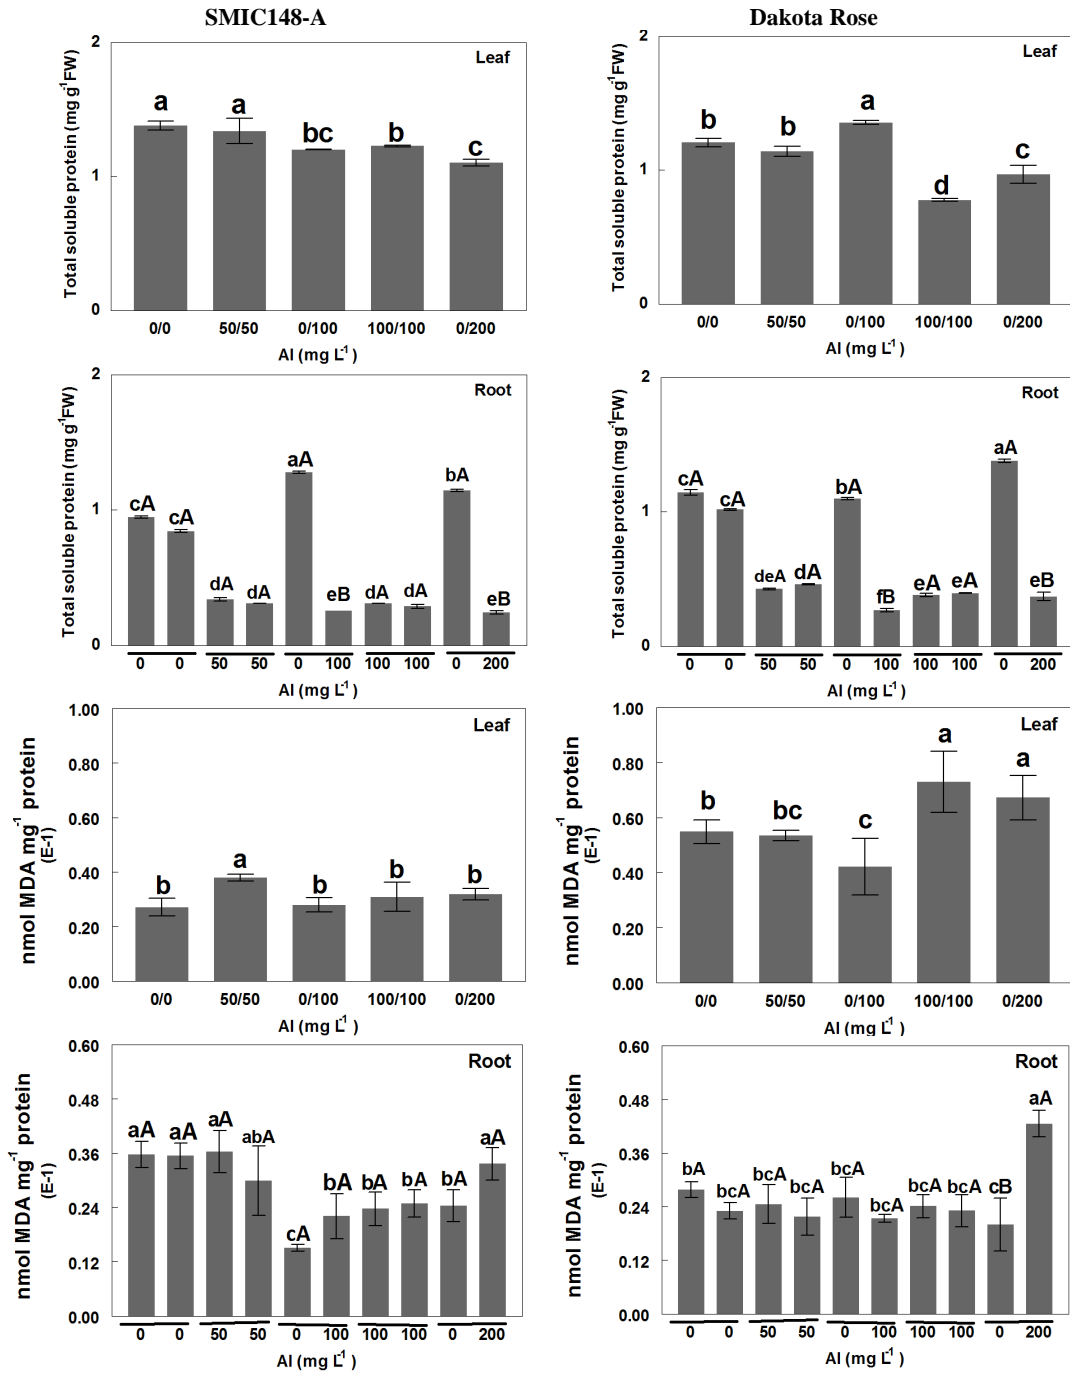 SMIC148-A
Dakota Rose
Leaf
Total soluble protein (mg g-1FW)
2
1
0
a
a
bc
b
c
0/0 50/50 0/100 100/100 0/200
Al (mg L-1 )
Leaf
Total soluble protein (mg g-1FW)
2
1
0
b
b
a
d
c
0/0 50/50 0/100 100/100 0/200
Al (mg L-1 )
Root
Total soluble protein (mg g-1FW)
2
1
0
cA cA dA dA aA eB dA dA bA eB
0 0 50 50 0 100 100 100 0 200
Al (mg L-1 )
Root
Total soluble protein (mg g-1FW)
2
1
0
cA cA deA dA bA fB eA eA aA eB
0 0 50 50 0 100 100 100 0 200
Al (mg L-1 )
Leaf
nmol MDA mg-1 protein
(E-1)
1.00
0.80
0.60
0.40
0.20
0.00
b a b b b
0/0 50/50 0/100 100/100 0/200
Al (mg L-1 )
Leaf
nmol MDA mg-1 protein
(E-1)
1.00
0.80
0.60
0.40
0.20
0.00
b bc c a a
0/0 50/50 0/100 100/100 0/200
Al (mg L-1 )
Root
nmol MDA mg-1 protein
(E-1)
0.60
0.48
0.36
0.24
0.12
0.00
aA aA aA abA cA bA bA bA bA aA
0 0 50 50 0 100 100 100 0 200
Al (mg L-1 )
Root
nmol MDA mg-1 protein
(E-1)
0.60
0.48
0.36
0.24
0.12
0.00
bA bcA bcA bcA bcA bcA bcA bcA cB aA
0 0 50 50 0 100 100 100 0 200
Al (mg L-1 )